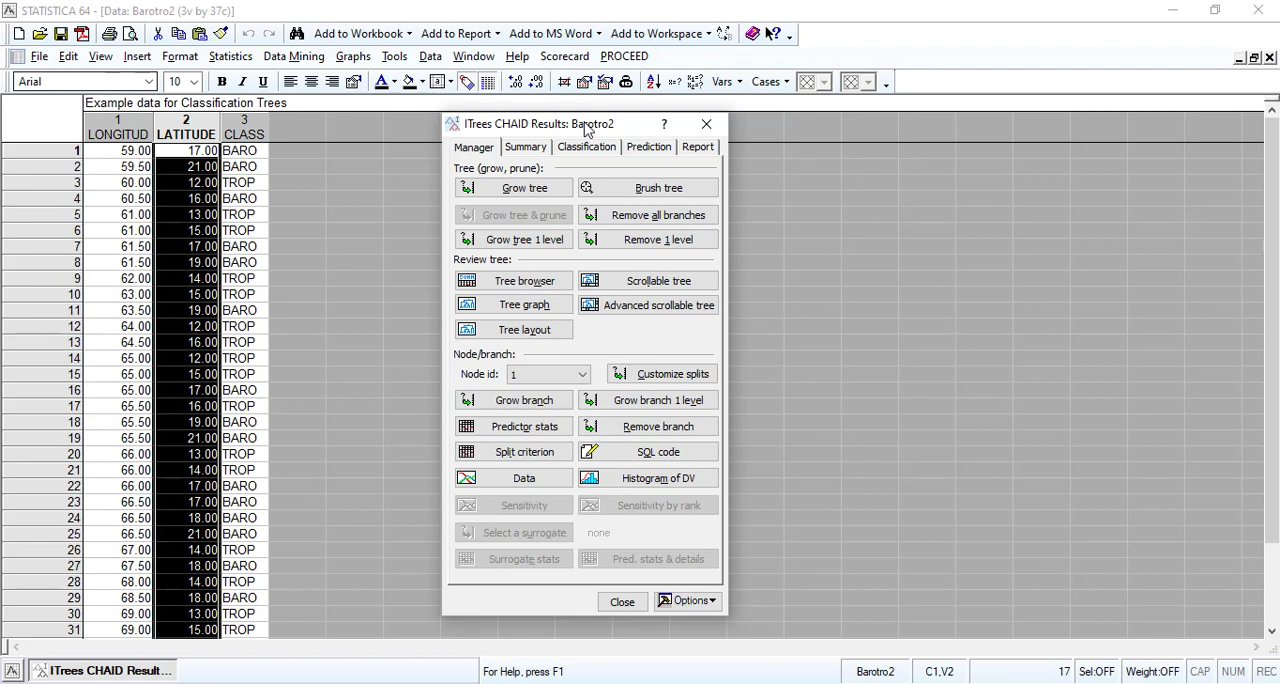 STATISTICA 64 - [Data: Barotro2 (3v by 37c)]
Add to Workbook Add to Report Add to MS Word Add to Workspace
File Edit View Insert Format Statistics Data Mining Graphs Tools Data Window Help Scorecard PROCEED
Arial 10 B I U Vars Cases
Example data for Classification Trees
1 2 3
LONGITUD LATITUDE CLASS
1 59.00 17.00 BARO
2 59.50 21.00 BARO
3 60.00 12.00 TROP
4 60.50 16.00 BARO
5 61.00 13.00 TROP
6 61.00 15.00 TROP
7 61.50 17.00 BARO
8 61.50 19.00 BARO
9 62.00 14.00 TROP
10 63.00 15.00 TROP
11 63.50 19.00 BARO
12 64.00 12.00 TROP
13 64.50 16.00 BARO
14 65.00 12.00 TROP
15 65.00 15.00 TROP
16 65.00 17.00 BARO
17 65.50 16.00 TROP
18 65.50 19.00 BARO
19 65.50 21.00 BARO
20 66.00 13.00 TROP
21 66.00 14.00 TROP
22 66.00 17.00 BARO
23 66.50 17.00 BARO
24 66.50 18.00 BARO
25 66.50 21.00 BARO
26 67.00 14.00 TROP
27 67.50 18.00 BARO
28 68.00 14.00 TROP
29 68.50 18.00 BARO
30 69.00 13.00 TROP
31 69.00 15.00 TROP
ITrees CHAID Results: Barotro2 ?
Manager Summary Classification Prediction Report
Tree (grow, prune):
Grow tree Brush tree
Grow tree & prune Remove all branches
Grow tree 1 level Remove 1 level
Review tree:
Tree browser Scrollable tree
Tree graph Advanced scrollable tree
Tree layout
Node/branch:
Node id: 1 Customize splits
Grow branch Grow branch 1 level
Predictor stats Remove branch
Split criterion SQL code
Data Histogram of DV
Sensitivity Sensitivity by rank
Select a surrogate none
Surrogate stats Pred. stats & details
Close Options
ITrees CHAID Result... For Help, press F1 Barotro2 C1,V2 17 Sel:OFF Weight:OFF CAP NUM REC